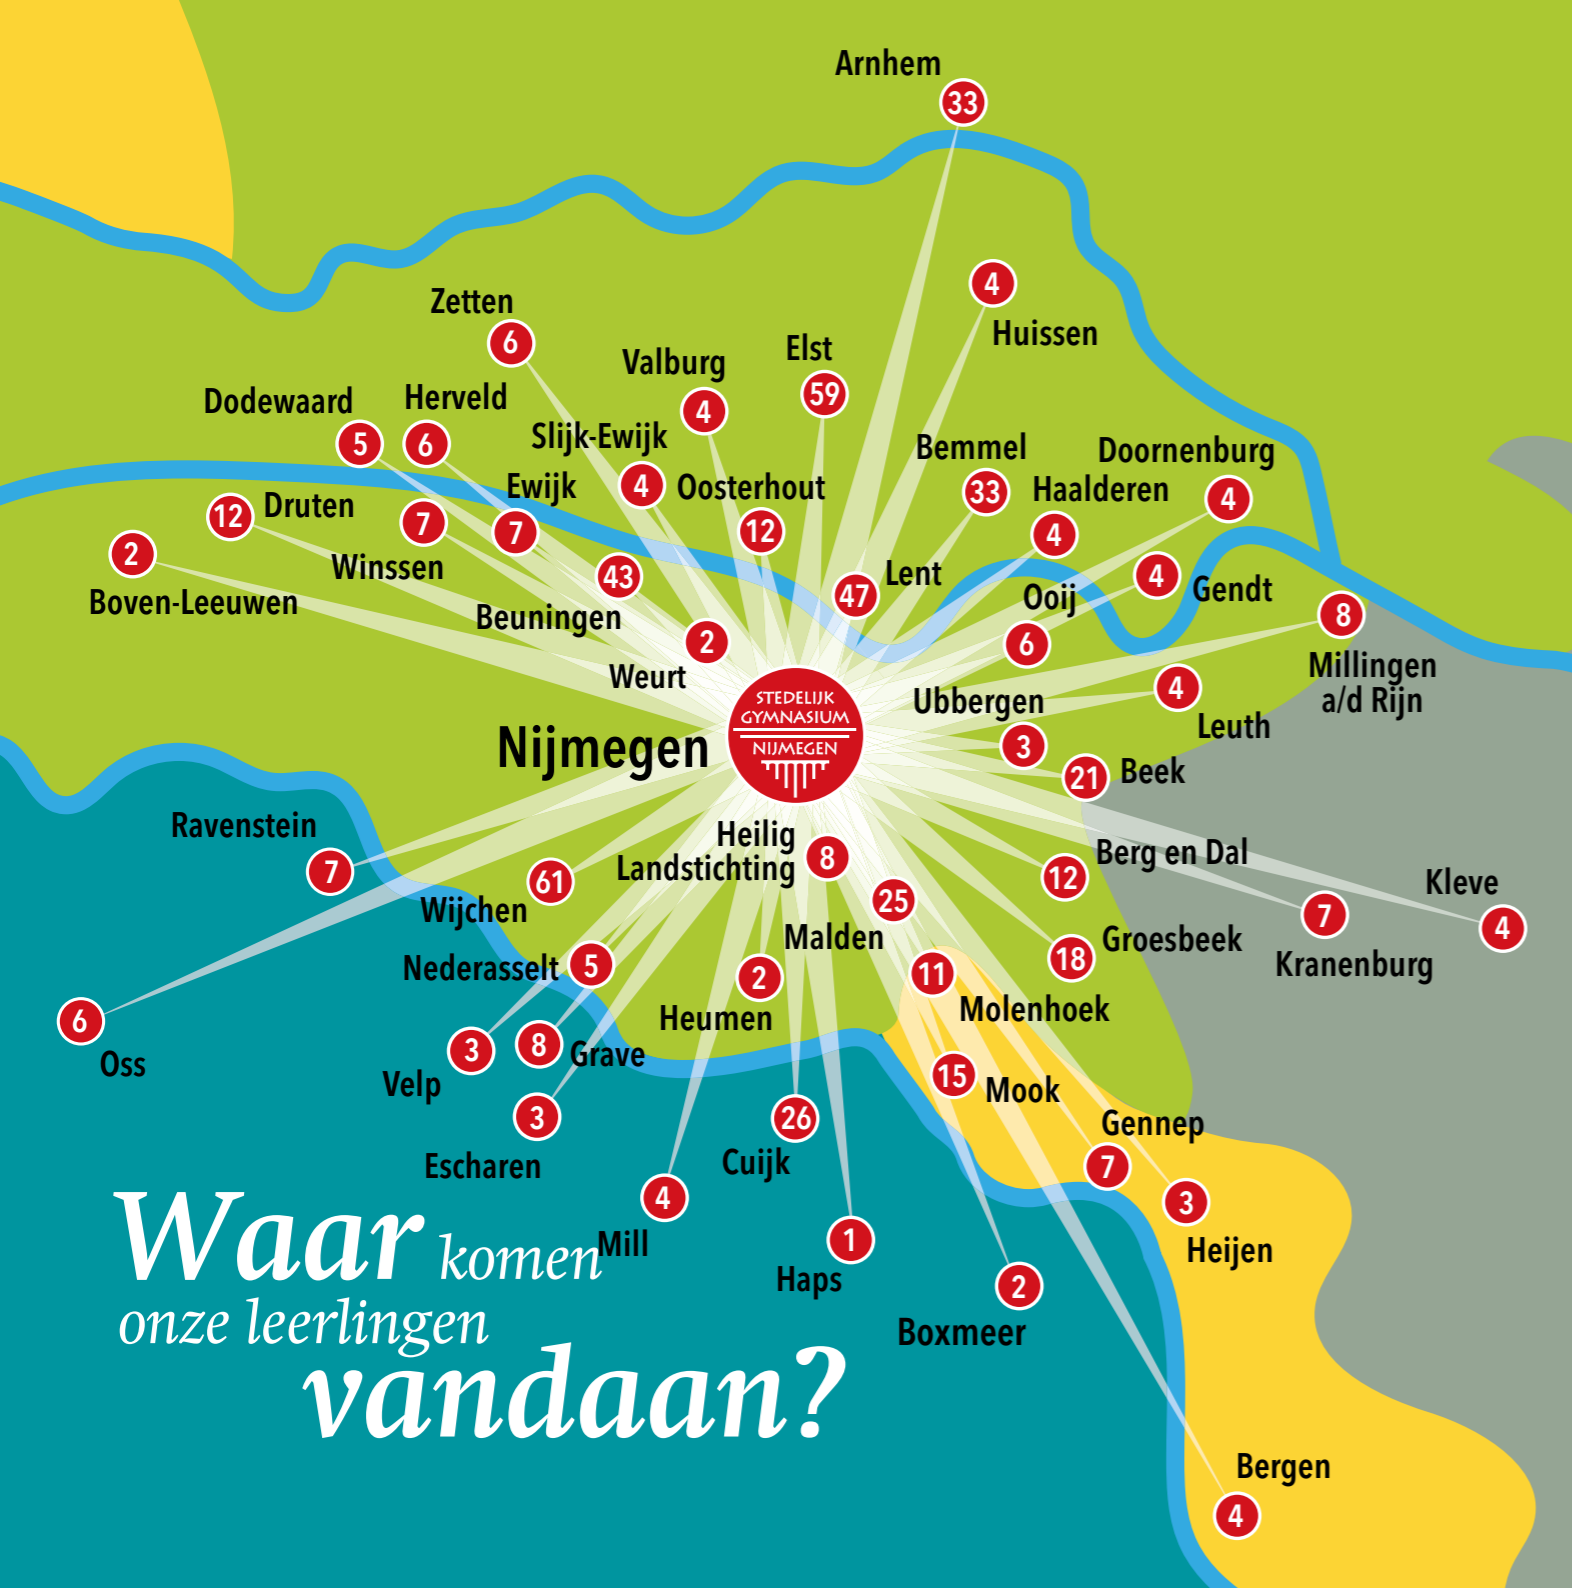 Arnhem
33
4
Huissen
Zetten
6
Valburg
4
Elst
59
Dodewaard
5
Herveld
6
Slijk-Ewijk
4
Bemmel
33
Doornenburg
4
Druten
12
Ewijk
7
Oosterhout
12
Haalderen
4
7
Winssen
2
Boven-Leeuwen
43
Beuningen
47
Lent
Ooij
6
4
Gendt
8
Millingen
a/d Rijn
2
Weurt
Ubbergen
3
4
Leuth
STEDELIJK
GYMNASIUM
NIJMEGEN
Nijmegen
21
Beek
Ravenstein
7
61
Wijchen
Heilig
Landstichting
8
25
Malden
Berg en Dal
12
Kleve
4
7
Kranenburg
Nederasselt
5
2
Heumen
11
Molenhoek
18
Groesbeek
6
Oss
3
Velp
8
Grave
15
Mook
3
Escharen
26
Cuijk
Gennep
7
4
Mill
1
Haps
3
Heijen
2
Boxmeer
Waar komen
onze leerlingen
vandaan?
Bergen
4